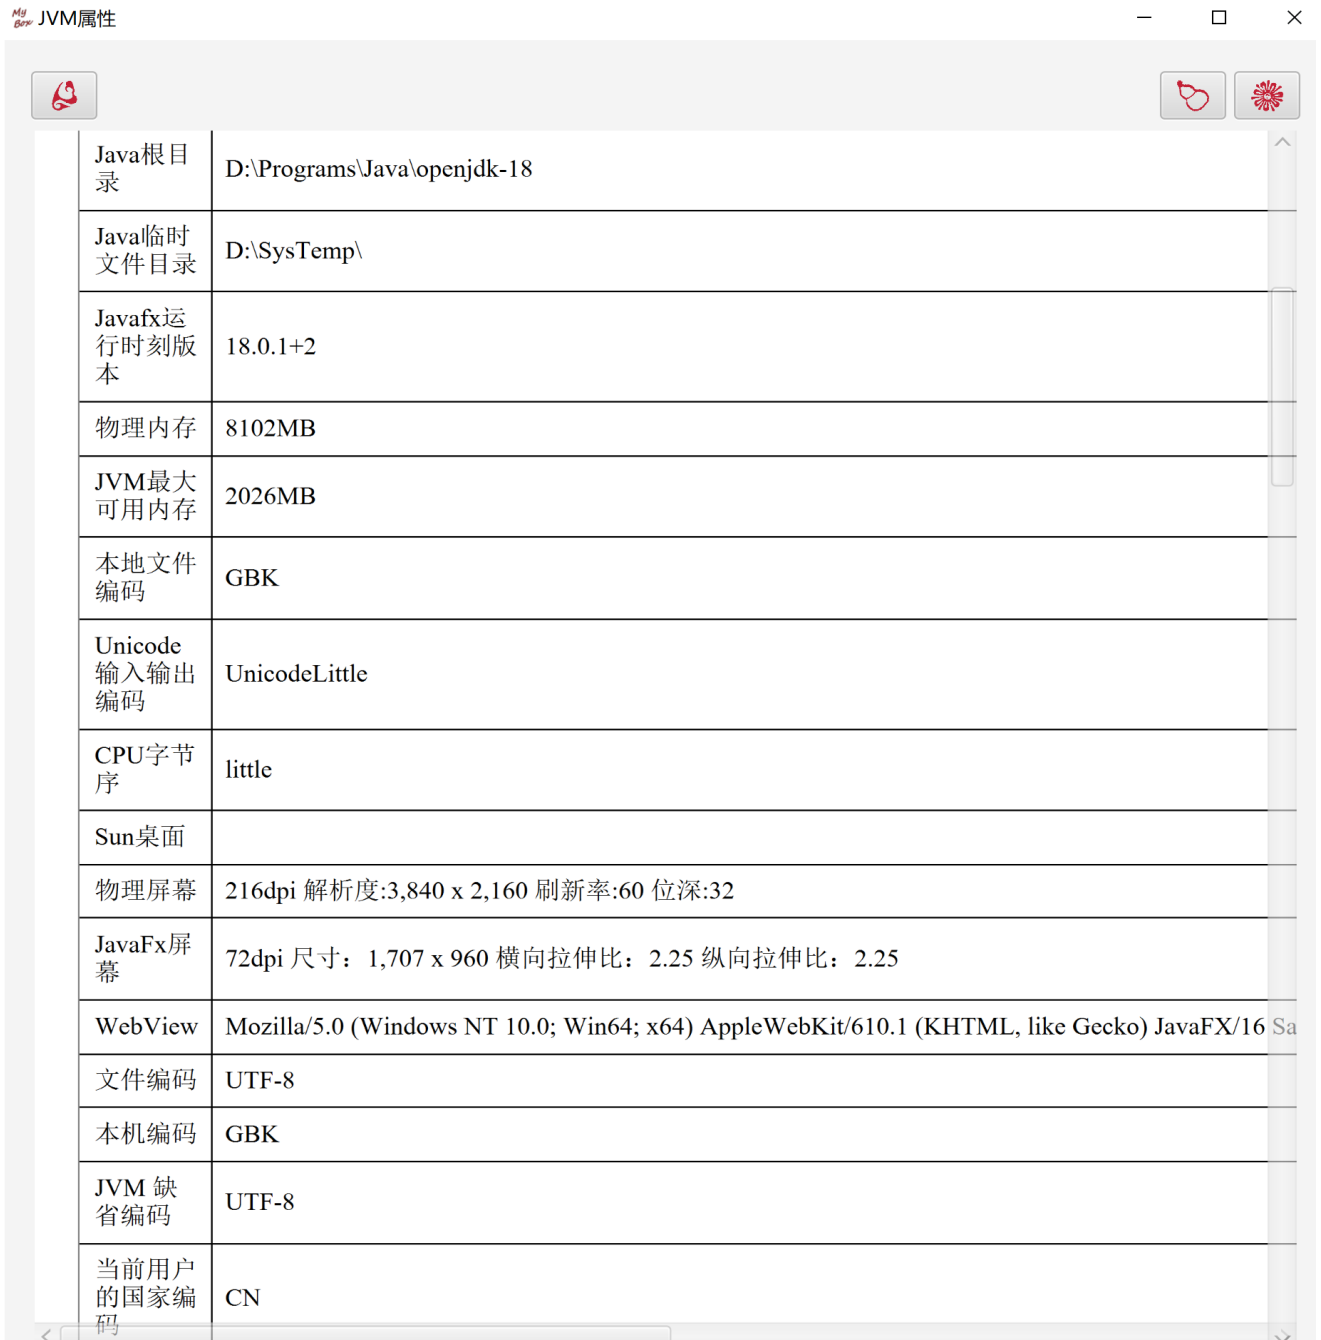 My
Box JVM属性
Java根目
录
D:\Programs\Java\openjdk-18
Java临时
文件目录
D:\SysTemp\
Javafx运
行时刻版
本
18.0.1+2
物理内存
8102MB
JVM最大
可用内存
2026MB
本地文件
编码
GBK
Unicode
输入输出
编码
UnicodeLittle
CPU字节
序
little
Sun桌面
物理屏幕
216dpi 解析度:3,840 x 2,160 刷新率:60 位深:32
JavaFx屏
幕
72dpi 尺寸：1,707 x 960 横向拉伸比：2.25 纵向拉伸比：2.25
WebView
Mozilla/5.0 (Windows NT 10.0; Win64; x64) AppleWebKit/610.1 (KHTML, like Gecko) JavaFX/16 Sa
文件编码
UTF-8
本机编码
GBK
JVM 缺
省编码
UTF-8
当前用户
的国家编
码
CN